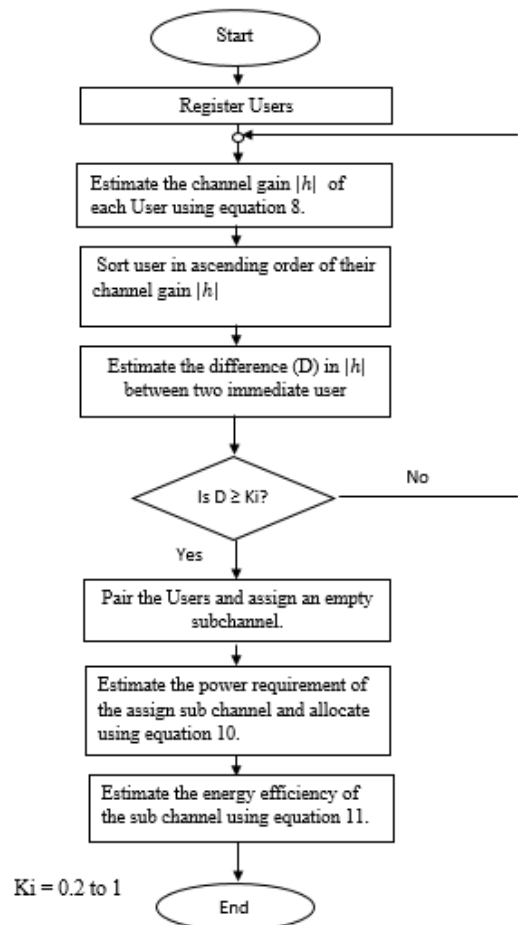 Start
Register Users
Estimate the channel gain |h| of
each User using equation 8.
Sort user in ascending order of their
channel gain |h|
Estimate the difference (D) in |h|
between two immediate user
Is D ≥ Ki?
No
Yes
Pair the Users and assign an empty
subchannel.
Estimate the power requirement of
the assign sub channel and allocate
using equation 10.
Estimate the energy efficiency of
the sub channel using equation 11.
Ki = 0.2 to 1
End